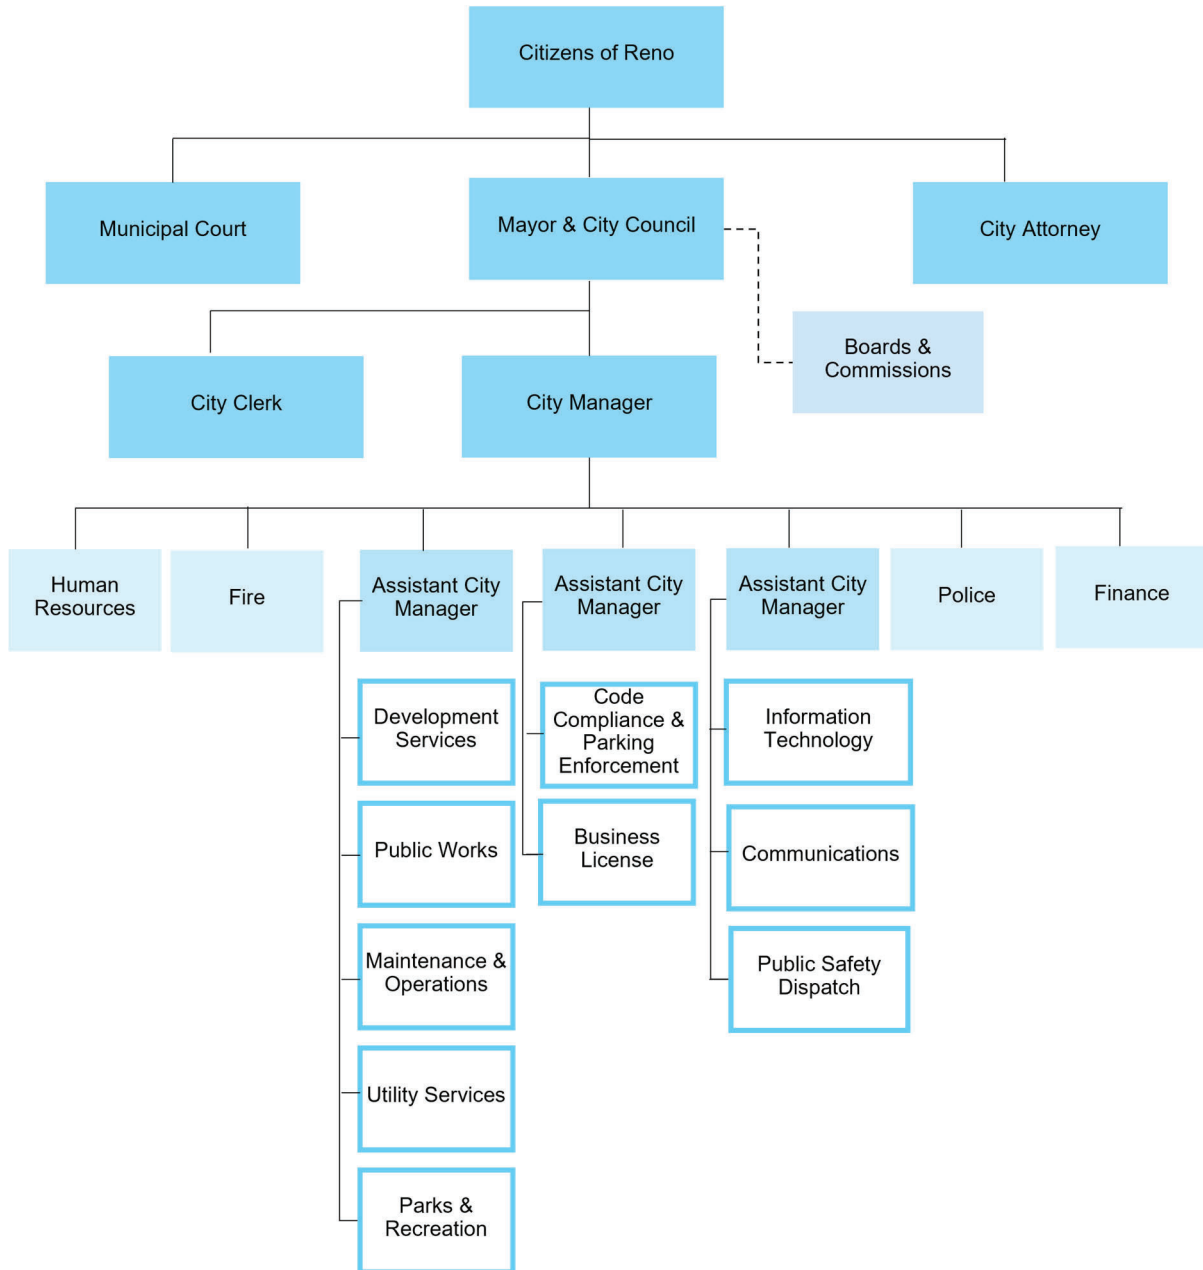 Citizens of Reno
Municipal Court
Mayor & City Council
City Attorney
Boards &
Commissions
City Clerk
City Manager
Human
Resources
Fire
Assistant City
Manager
Assistant City
Manager
Assistant City
Manager
Police
Finance
Development
Services
Public Works
Maintenance &
Operations
Utility Services
Parks &
Recreation
Code
Compliance &
Parking
Enforcement
Business
License
Information
Technology
Communications
Public Safety
Dispatch